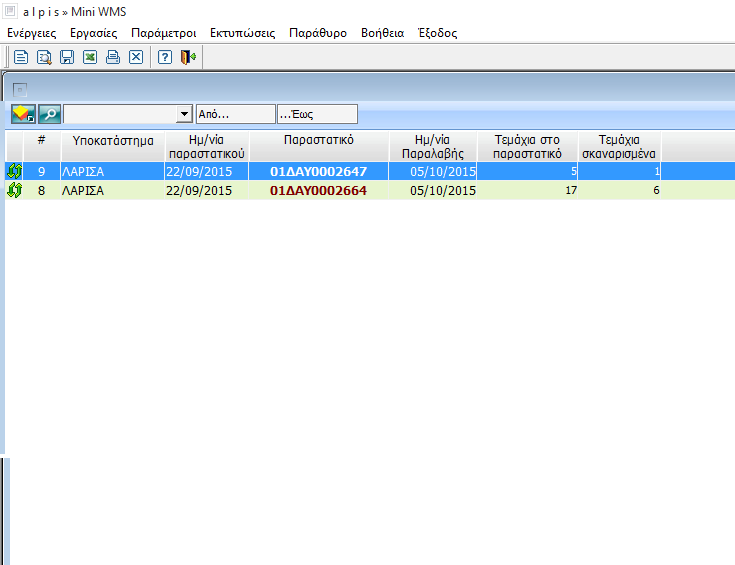 a l p i s » Mini WMS
Ενέργειες Εργασίες Παράμετροι Εκτυπώσεις Παράθυρο Βοήθεια Έξοδος
Από... ...Έως
# Υποκατάστημα Ημ/νία παραστατικού Παραστατικό Ημ/νία Παραλαβής Τεμάχια στο παραστατικό Τεμάχια σκαναρισμένα
9 ΛΑΡΙΣΑ 22/09/2015 01ΔΑΥ0002647 05/10/2015 5 1
8 ΛΑΡΙΣΑ 22/09/2015 01ΔΑΥ0002664 05/10/2015 17 6